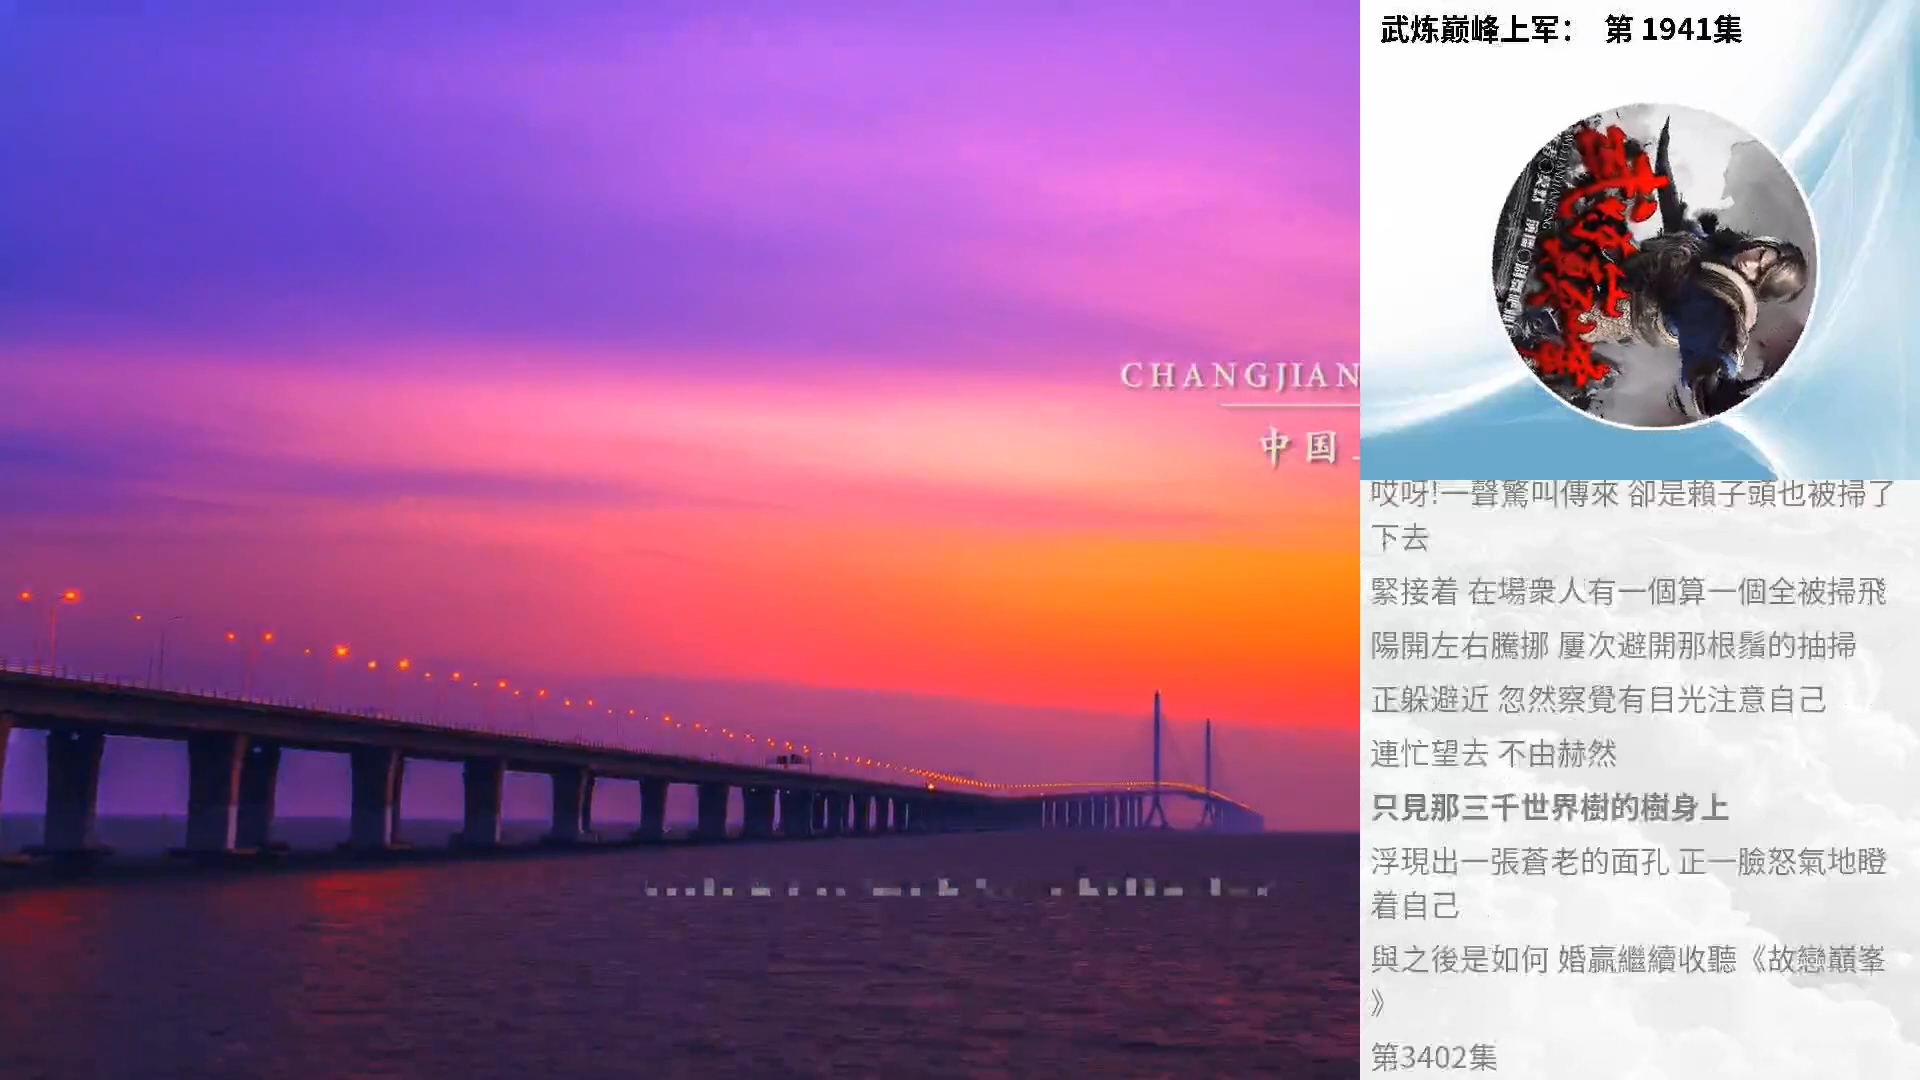 武炼巅峰上军： 第 1941集
CHANGJIAN
中国
哎呀!一聲驚叫傳來 卻是賴子頭也被掃了
下去
緊接着 在場衆人有一個算一個全被掃飛
陽開左右騰挪 屢次避開那根鬚的抽掃
正躲避近 忽然察覺有目光注意自己
連忙望去 不由赫然
只見那三千世界樹的樹身上
浮現出一張蒼老的面孔 正一臉怒氣地瞪
着自己
與之後是如何 婚贏繼續收聽《故戀巔峯
》
第3402集